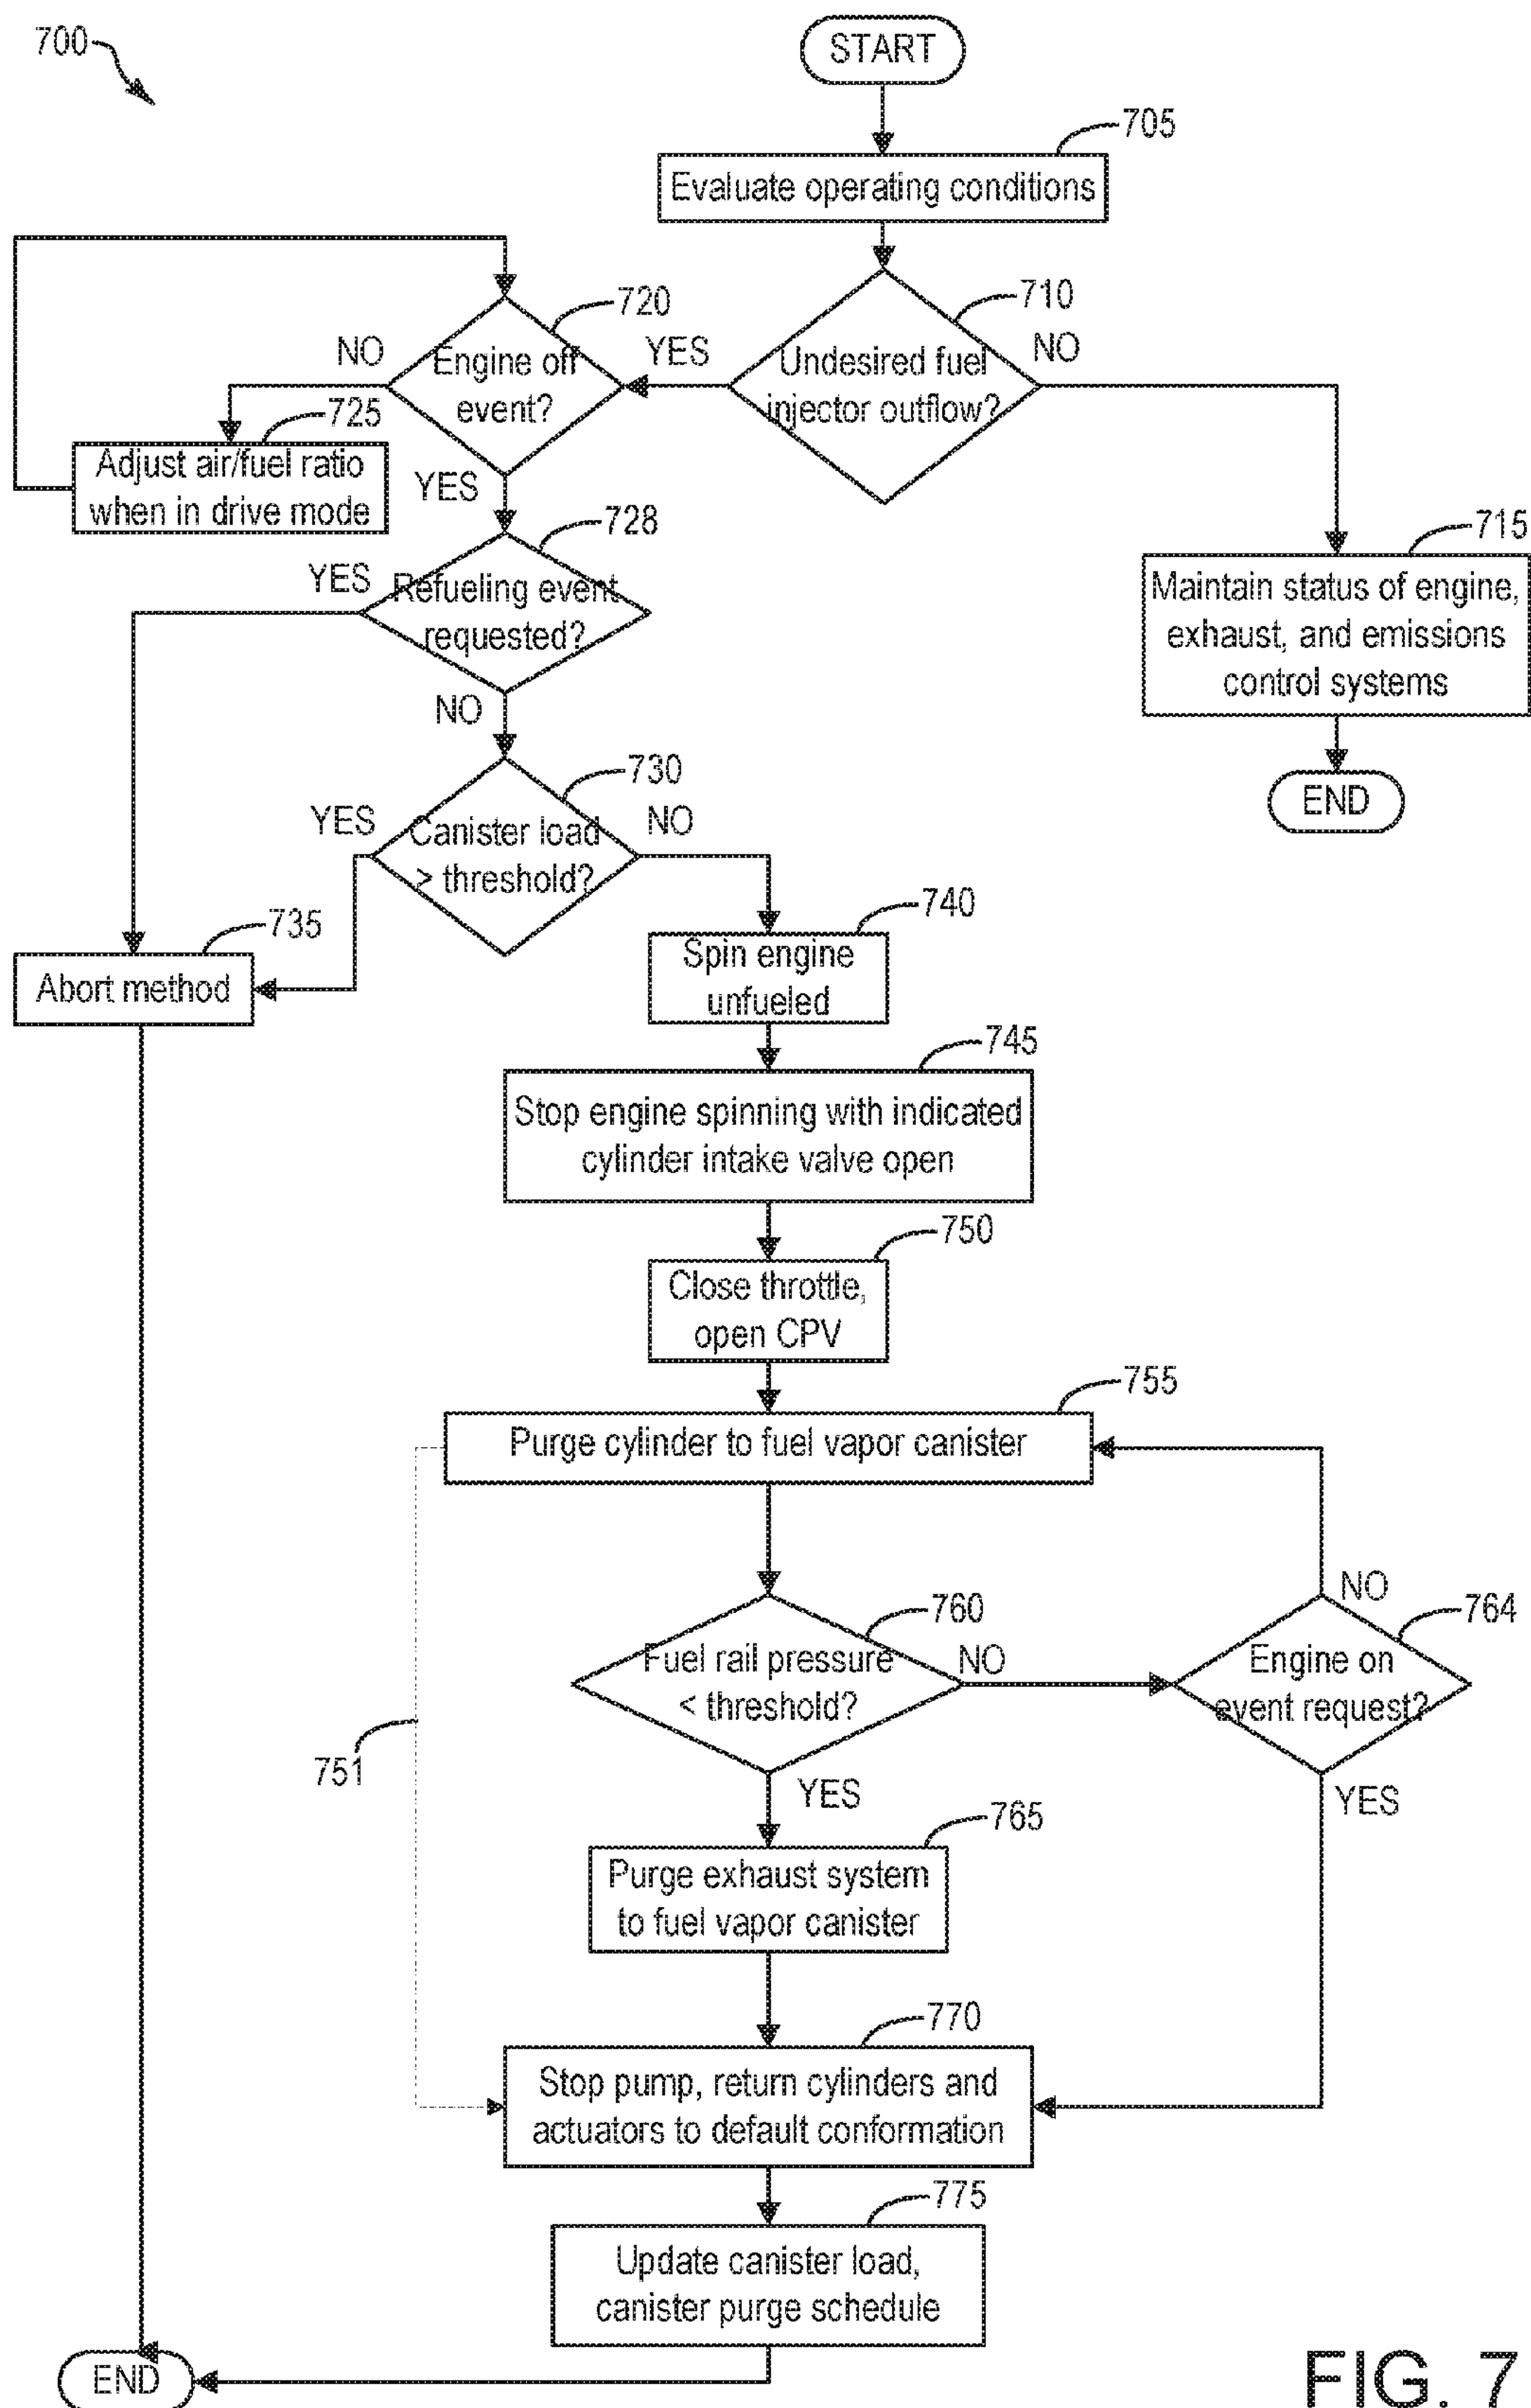 700
START
705
Evaluate operating conditions
710
Undesired fuel
injector outflow?
YES
NO
720
Engine off
event?
NO
YES
725
Adjust air/fuel ratio
when in drive mode
715
Maintain status of engine,
exhaust, and emissions
control systems
END
728
Refueling event
requested?
YES
NO
730
Canister load
> threshold?
YES
NO
735
Abort method
740
Spin engine
unfueled
745
Stop engine spinning with indicated
cylinder intake valve open
750
Close throttle,
open CPV
755
Purge cylinder to fuel vapor canister
760
Fuel rail pressure
< threshold?
NO
YES
764
Engine on
event request?
NO
YES
751
765
Purge exhaust system
to fuel vapor canister
770
Stop pump, return cylinders and
actuators to default conformation
775
Update canister load,
canister purge schedule
END
FIG. 7